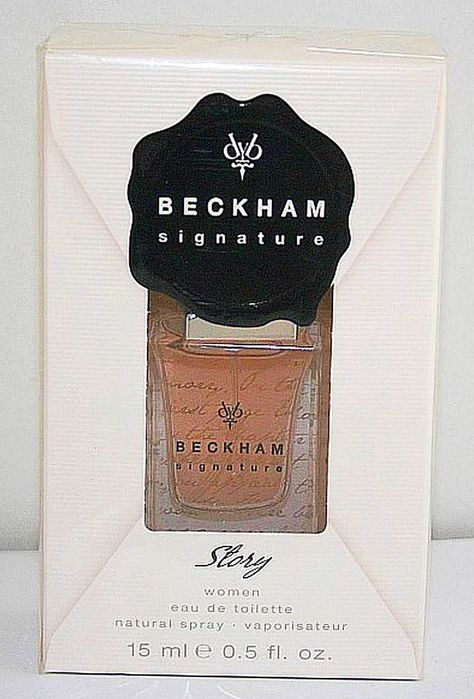 dvb
BECKHAM
signature
BECKHAM
signature
Story
women
eau de toilette
natural spray · vaporisateur
15 ml ℮ 0.5 fl. oz.